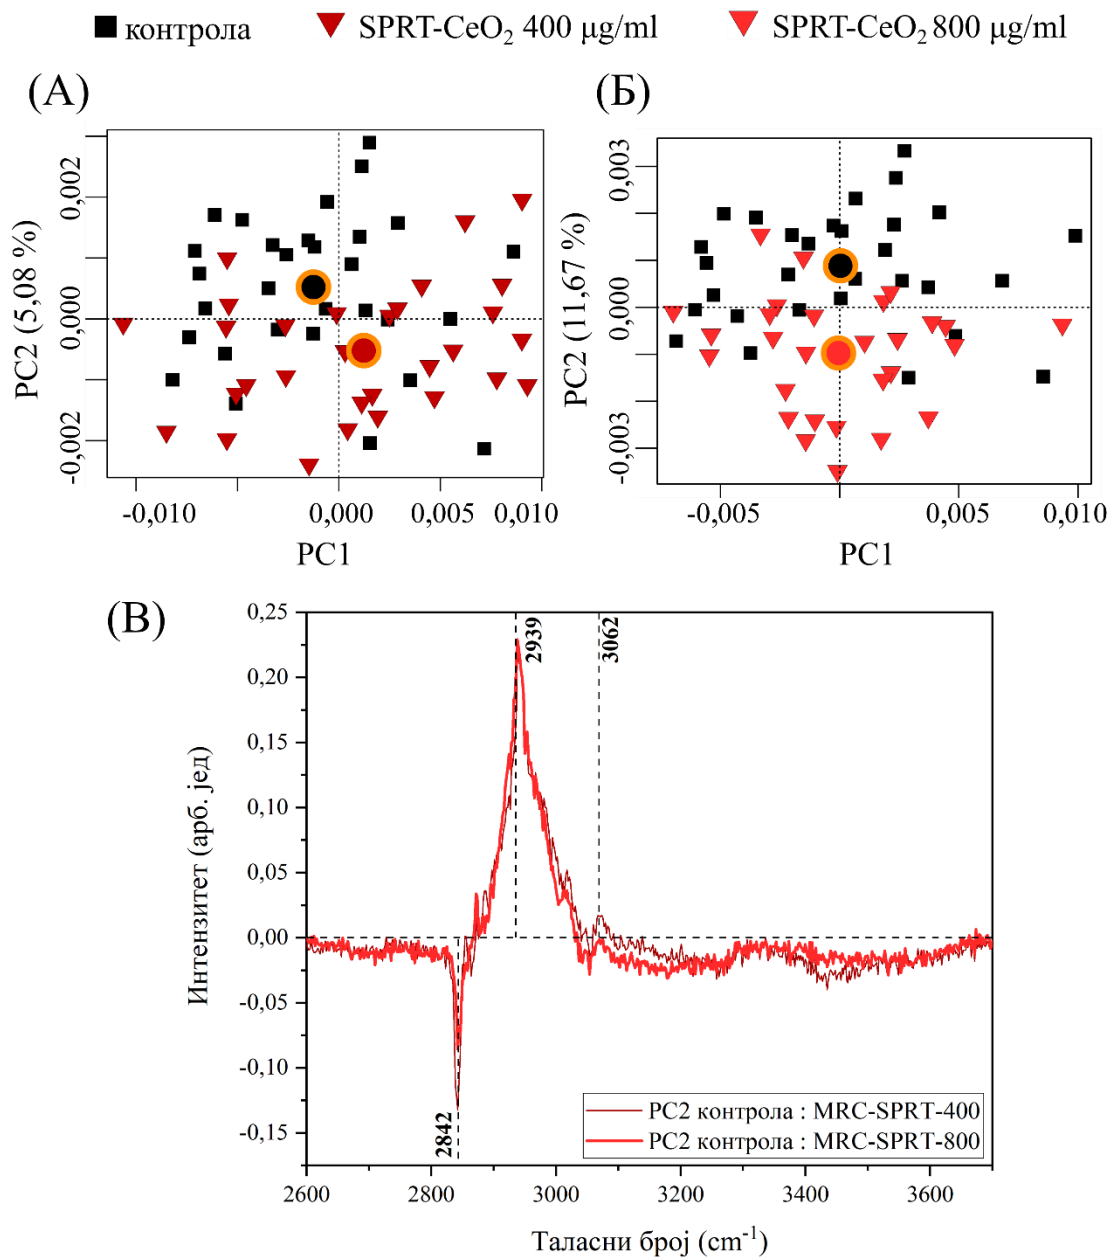 контрола SPRT-CeO₂ 400 μg/ml SPRT-CeO₂ 800 μg/ml
(А)
PC2 (5,08 %)
0,002
0,00
-0,002
-0,010 0,000 0,005 0,010
PC1
(Б)
PC2 (11,67 %)
0,003
0,000
-0,003
-0,005 0,005 0,010
PC1
(В)
Интензитет (арб. јед)
0,25
0,20
0,15
0,10
0,05
0,00
-0,05
-0,10
-0,15
2939
3062
2842
PC2 контрола : MRC-SPRT-400
PC2 контрола : MRC-SPRT-800
2600 2800 3000 3200 3400 3600
Таласни број (cm⁻¹)